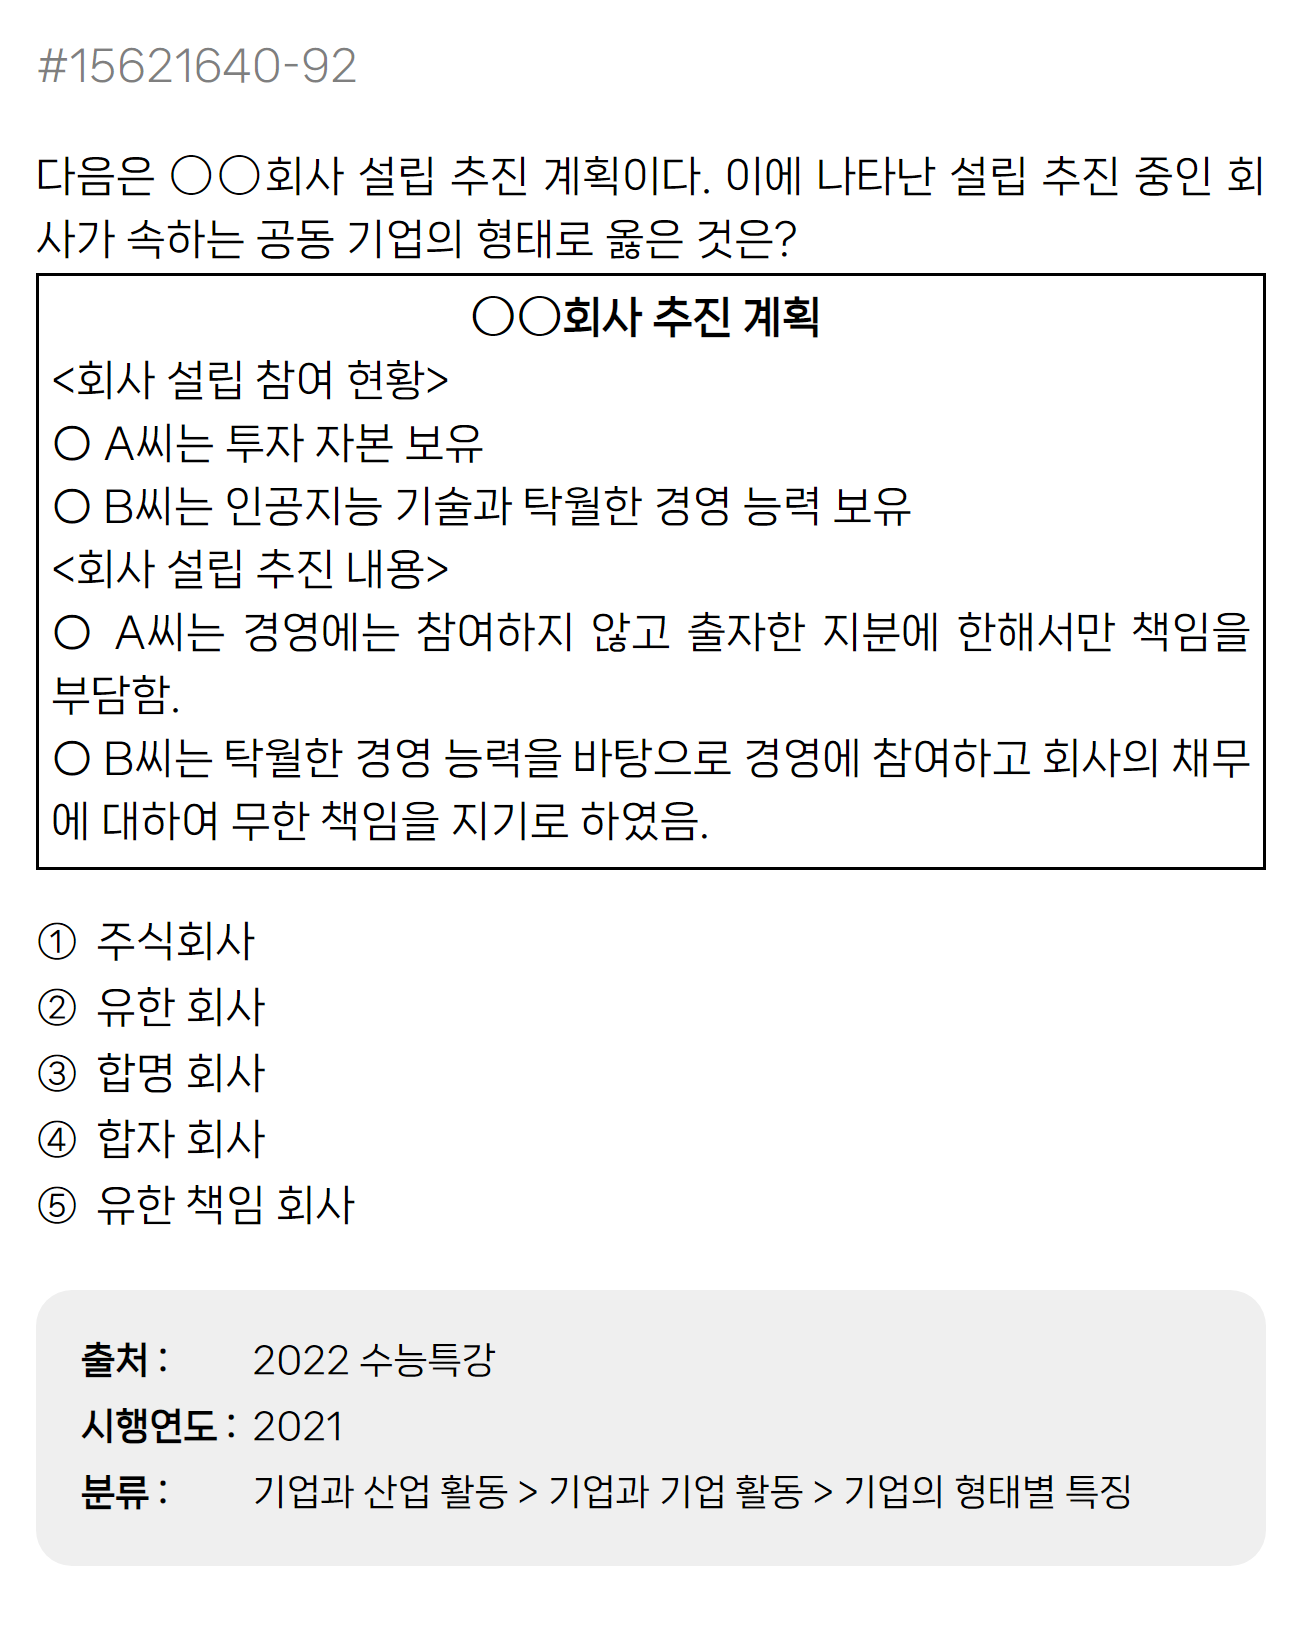 #15621640-92
다음은 ○○회사 설립 추진 계획이다. 이에 나타난 설립 추진 중인 회
사가 속하는 공동 기업의 형태로 옳은 것은?
○○회사 추진 계획
<회사 설립 참여 현황>
○ A씨는 투자 자본 보유
○ B씨는 인공지능 기술과 탁월한 경영 능력 보유
<회사 설립 추진 내용>
○ A씨는 경영에는 참여하지 않고 출자한 지분에 한해서만 책임을
부담함.
○ B씨는 탁월한 경영 능력을 바탕으로 경영에 참여하고 회사의 채무
에 대하여 무한 책임을 지기로 하였음.
① 주식회사
② 유한 회사
③ 합명 회사
④ 합자 회사
⑤ 유한 책임 회사
출처 : 2022 수능특강
시행연도 : 2021
분류 : 기업과 산업 활동 > 기업과 기업 활동 > 기업의 형태별 특징